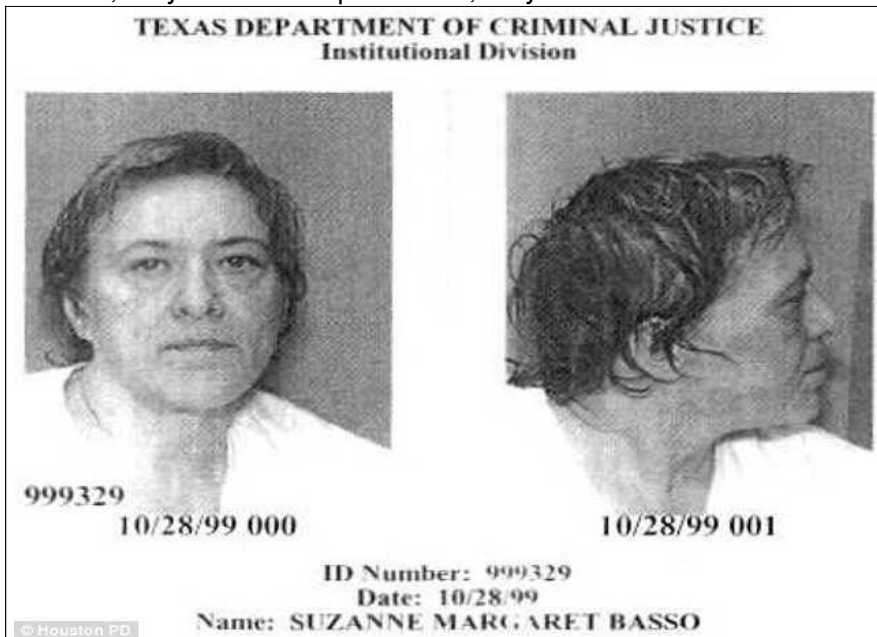 TEXAS DEPARTMENT OF CRIMINAL JUSTICE
Institutional Division
999329
10/28/99 000
10/28/99 001
ID Number: 999329
Date: 10/28/99
Name: SUZANNE MARGARET BASSO
© Houston PD